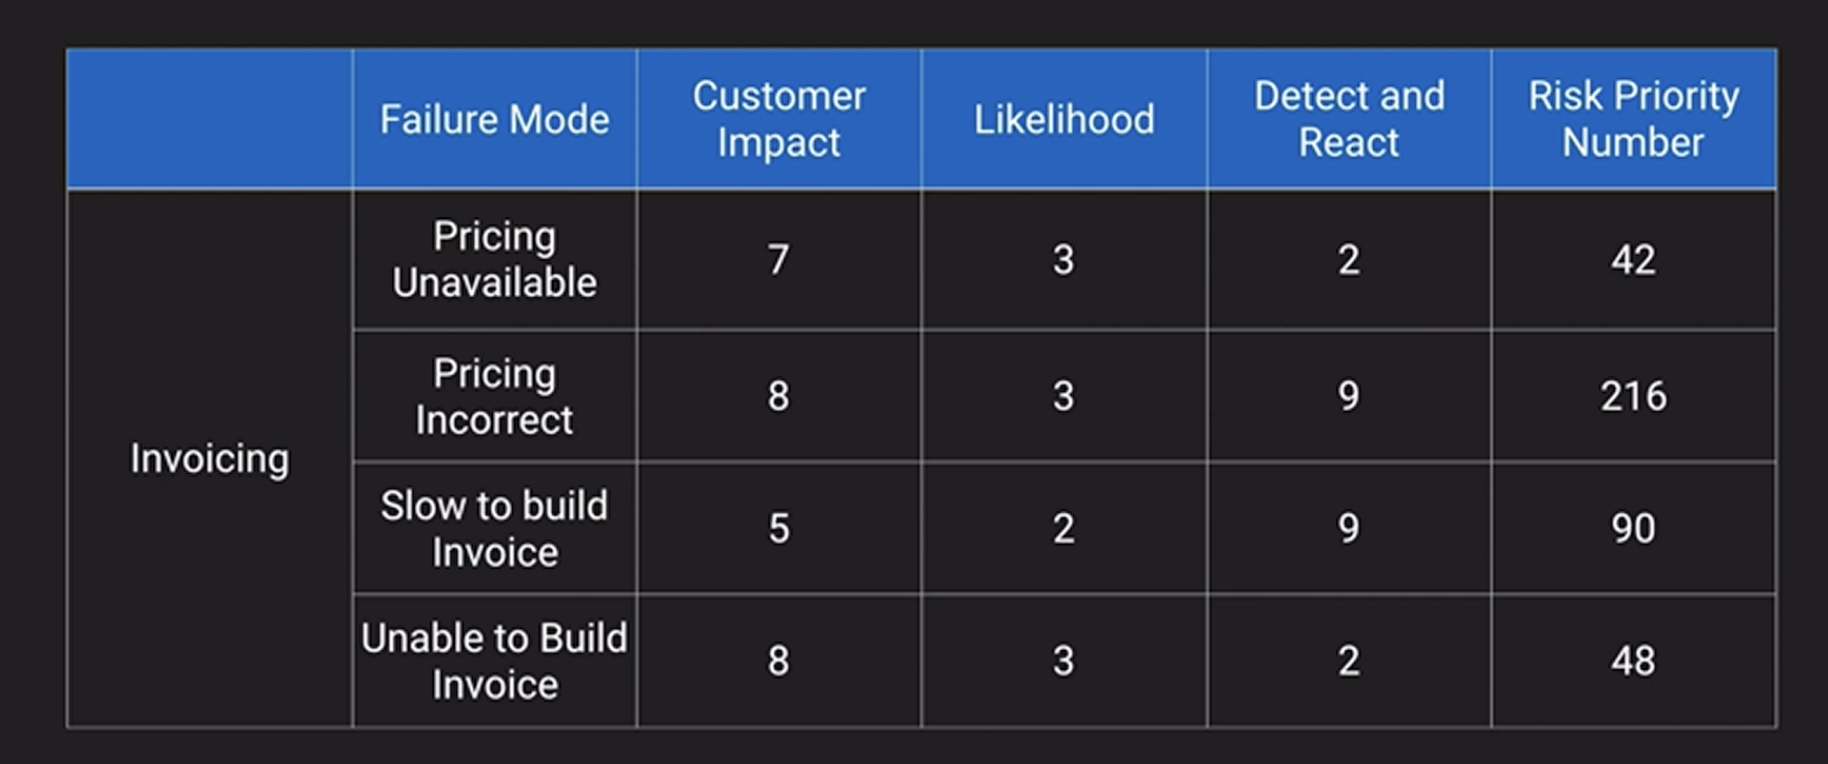 Failure Mode
Customer
Impact
Likelihood
Detect and
React
Risk Priority
Number
Invoicing
Pricing
Unavailable
7
3
2
42
Pricing
Incorrect
8
3
9
216
Slow to build
Invoice
5
2
9
90
Unable to Build
Invoice
8
3
2
48